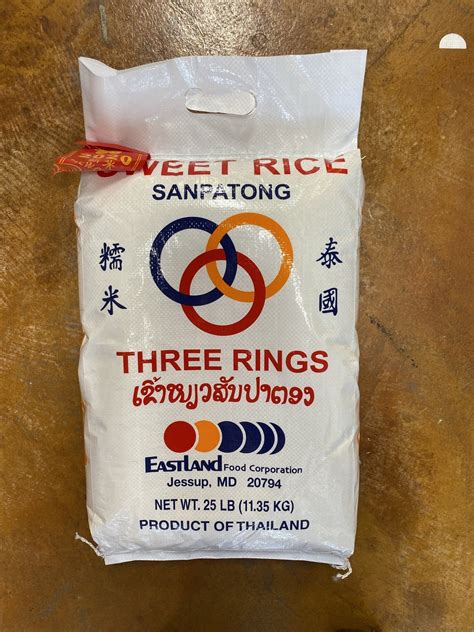 SWEET RICE
SANPATONG
糯米
泰國
THREE RINGS
ເຂົ້າໜຽວສັນປາຕອງ
EASTLAND Food Corporation
Jessup, MD 20794
NET WT. 25 LB (11.35 KG)
PRODUCT OF THAILAND